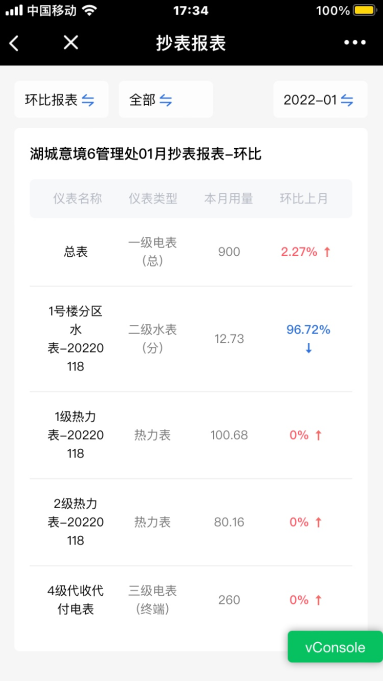 中国移动 17:34 100%
抄表报表
环比报表 全部 2022-01
湖城意境6管理处01月抄表报表-环比
仪表名称 仪表类型 本月用量 环比上月
总表 一级电表（总） 900 2.27% ↑
1号楼分区
水
表-20220
118
二级水表
（分）
12.73
96.72%
↓
1级热力
表-20220
118
热力表
100.68
0% ↑
2级热力
表-20220
118
热力表
80.16
0% ↑
4级代收代
付电表
三级电表
（终端）
260
0% ↑
vConsole